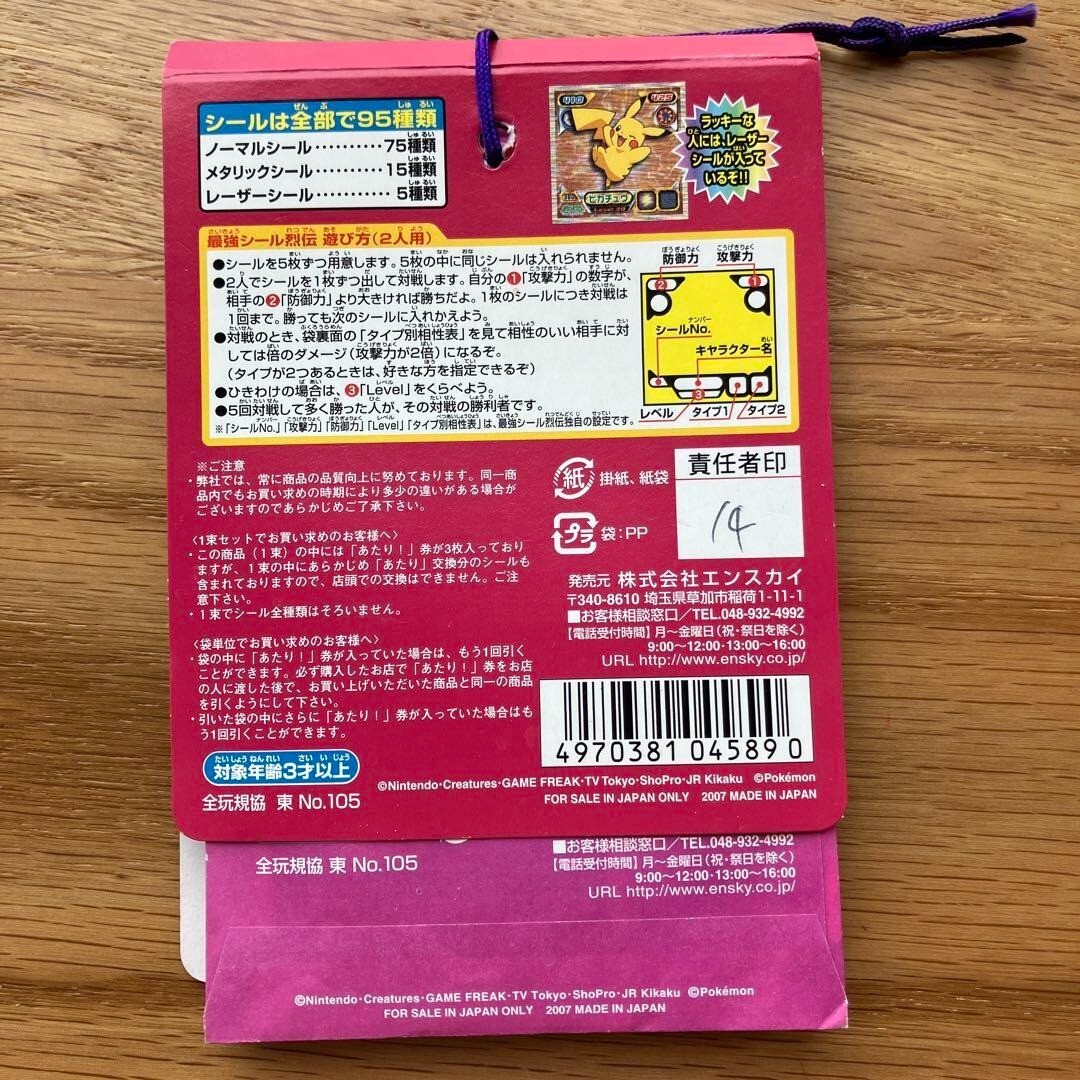 シールは全部で95種類
ノーマルシール‥‥‥‥‥75種類
メタリックシール‥‥‥‥15種類
レーザーシール‥‥‥‥‥5種類
410
425
ピカチュウ
ラッキーな
人には、レーザー
シールが入って
いるぞ!!
最強シール烈伝 遊び方(2人用)
●シールを5枚ずつ用意します。5枚の中に同じシールは入れられません。
●2人でシールを1枚ずつ出して対戦します。自分の❶「攻撃力」の数字が、
相手の❷「防御力」より大きければ勝ちだよ。1枚のシールにつき対戦は
1回まで。勝っても次のシールに入れかえよう。
●対戦のとき、袋裏面の「タイプ別相性表」を見て相性のいい相手に対
しては倍のダメージ(攻撃力が2倍)になるぞ。
(タイプが2つあるときは、好きな方を指定できるぞ)
●ひきわけの場合は、❸「Level」をくらべよう。
●5回対戦して多く勝った人が、その対戦の勝利者です。
※「シールNo.」「攻撃力」「防御力」「Level」「タイプ別相性表」は、最強シール烈伝独自の設定です。
防御力 攻撃力
❷ ❶
シールNo.
キャラクター名
❸
レベル タイプ1 タイプ2
※ご注意
・弊社では、常に商品の品質向上に努めております。同一商
品内でもお買い求めの時期により多少の違いがある場合が
ございますのであらかじめご了承下さい。
〈1束セットでお買い求めのお客様へ〉
・この商品(1束)の中には「あたり!」券が3枚入っており
ますが、1束の中にあらかじめ「あたり」交換分のシールも
含まれておりますので、店頭での交換はできません。ご注
意下さい。
・1束でシール全種類はそろいません。
〈袋単位でお買い求めのお客様へ〉
・袋の中に「あたり!」券が入っていた場合は、もう1回引く
ことができます。必ず購入したお店で「あたり!」券をお店
の人に渡した後で、お買い上げいただいた商品と同一の商品
を引くようにして下さい。
・引いた袋の中にさらに「あたり!」券が入っていた場合はも
う1回引くことができます。
対象年齢3才以上
全玩規協 東 No.105
紙 掛紙、紙袋
プラ 袋:PP
責任者印
14
発売元 株式会社エンスカイ
〒340-8610 埼玉県草加市稲荷1-11-1
■お客様相談窓口/TEL.048-932-4992
【電話受付時間】月〜金曜日(祝・祭日を除く)
9:00〜12:00・13:00〜16:00
URL http://www.ensky.co.jp/
4970381 045890
©Nintendo・Creatures・GAME FREAK・TV Tokyo・ShoPro・JR Kikaku ©Pokémon
FOR SALE IN JAPAN ONLY 2007 MADE IN JAPAN
全玩規協 東 No.105
■お客様相談窓口/TEL.048-932-4992
【電話受付時間】月〜金曜日(祝・祭日を除く)
9:00〜12:00・13:00〜16:00
URL http://www.ensky.co.jp/
©Nintendo・Creatures・GAME FREAK・TV Tokyo・ShoPro・JR Kikaku ©Pokémon
FOR SALE IN JAPAN ONLY 2007 MADE IN JAPAN